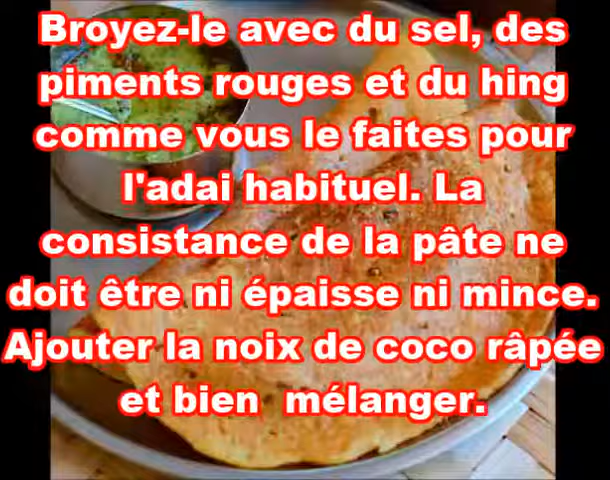 Broyez-le avec du sel, des
piments rouges et du hing
comme vous le faites pour
l'adai habituel. La
consistance de la pâte ne
doit être ni épaisse ni mince.
Ajouter la noix de coco râpée
et bien  mélanger.